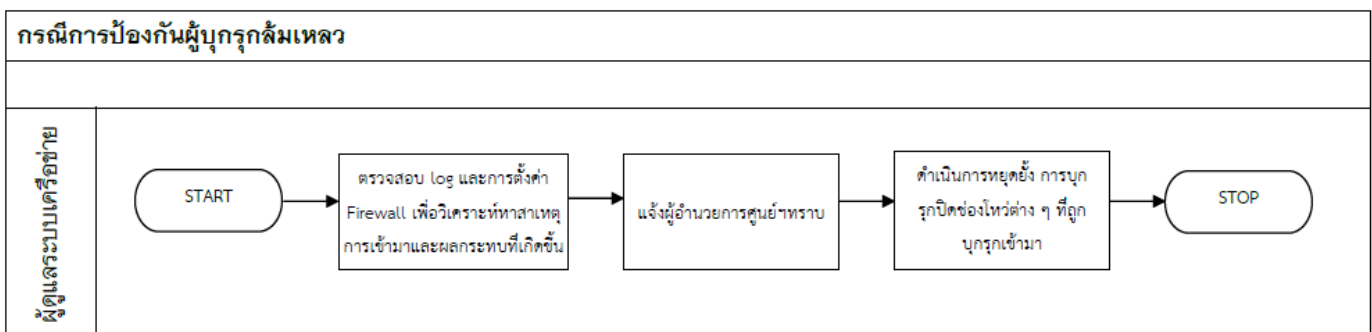 กรณีการป้องกันผู้บุกรุกล้มเหลว
ผู้ดูแลระบบเครือข่าย
START
ตรวจสอบ log และการตั้งค่า
Firewall เพื่อวิเคราะห์หาสาเหตุ
การเข้ามาและผลกระทบที่เกิดขึ้น
แจ้งผู้อำนวยการศูนย์ฯทราบ
ดำเนินการหยุดยั้ง การบุก
รุกปิดช่องโหว่ต่าง ๆ ที่ถูก
บุกรุกเข้ามา
STOP